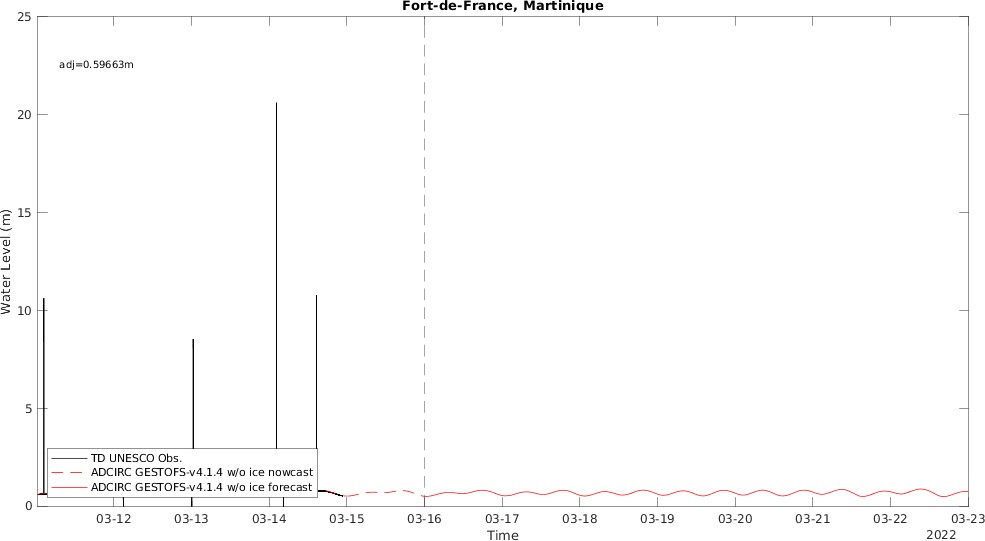 Fort-de-France, Martinique
25
adj=0.59663m
20
15
Water Level (m)
10
5
TD UNESCO Obs.
ADCIRC GESTOFS-v4.1.4 w/o ice nowcast
ADCIRC GESTOFS-v4.1.4 w/o ice forecast
0
03-12 03-13 03-14 03-15 03-16 03-17 03-18 03-19 03-20 03-21 03-22 03-23
Time
2022